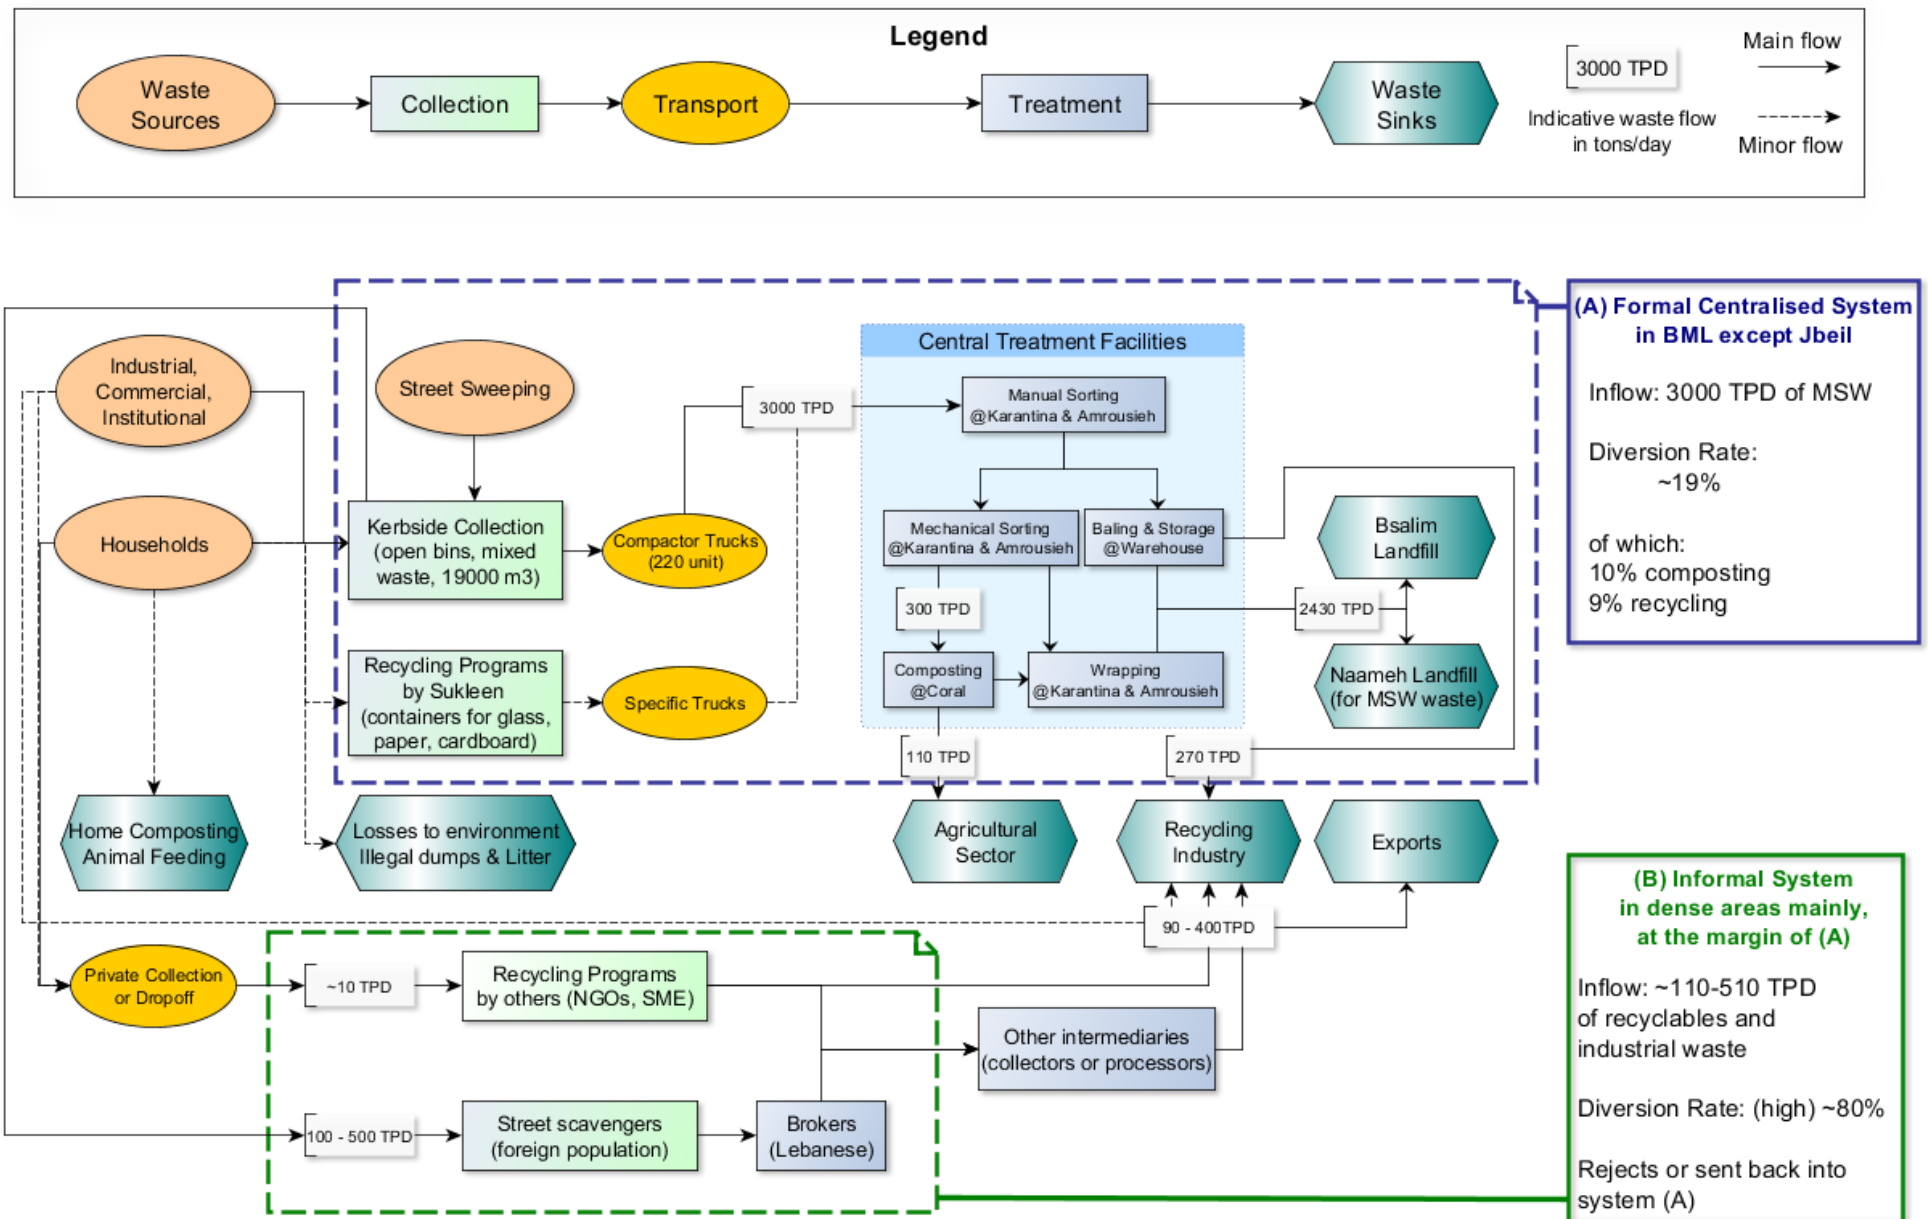 Legend
Waste
Sources
Collection
Transport
Treatment
Waste
Sinks
3000 TPD
Indicative waste flow
in tons/day
Main flow
Minor flow
(A) Formal Centralised System
in BML except Jbeil
Inflow: 3000 TPD of MSW
Diversion Rate:
~19%
of which:
10% composting
9% recycling
Industrial,
Commercial,
Institutional
Households
Street Sweeping
Kerbside Collection
(open bins, mixed
waste, 19000 m3)
Compactor Trucks
(220 unit)
Recycling Programs
by Sukleen
(containers for glass,
paper, cardboard)
Specific Trucks
3000 TPD
Central Treatment Facilities
Manual Sorting
@Karantina & Amrousieh
Mechanical Sorting
@Karantina & Amrousieh
Baling & Storage
@Warehouse
300 TPD
Composting
@Coral
Wrapping
@Karantina & Amrousieh
2430 TPD
Bsalim
Landfill
Naameh Landfill
(for MSW waste)
110 TPD
270 TPD
Home Composting
Animal Feeding
Losses to environment
Illegal dumps & Litter
Agricultural
Sector
Recycling
Industry
Exports
90 - 400TPD
Private Collection
or Dropoff
~10 TPD
Recycling Programs
by others (NGOs, SME)
Other intermediaries
(collectors or processors)
100 - 500 TPD
Street scavengers
(foreign population)
Brokers
(Lebanese)
(B) Informal System
in dense areas mainly,
at the margin of (A)
Inflow: ~110-510 TPD
of recyclables and
industrial waste
Diversion Rate: (high) ~80%
Rejects or sent back into
system (A)